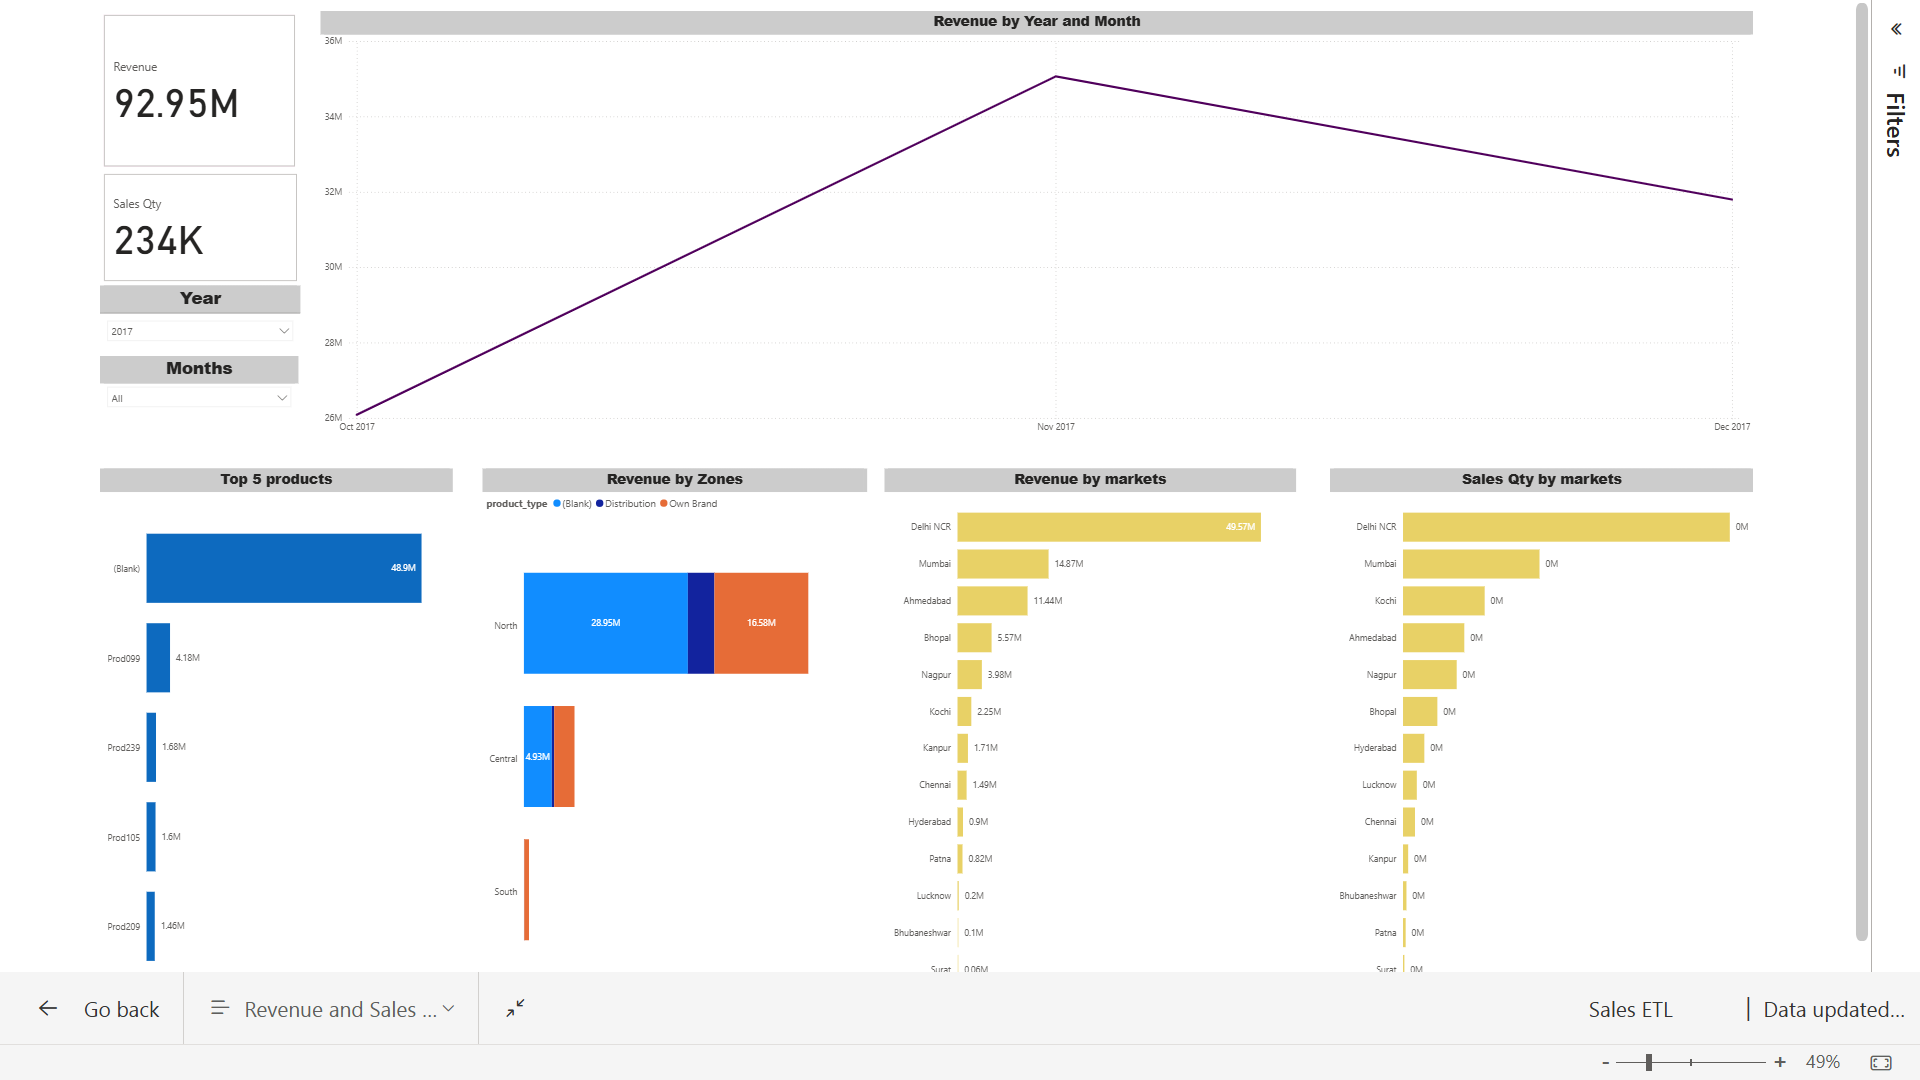 Revenue
92.95M
Sales Qty
234K
Year
2017
Months
All
Revenue by Year and Month
36M
34M
32M
30M
28M
26M
Oct 2017
Nov 2017
Dec 2017
Filters
Top 5 products
(Blank)
48.9M
Prod099
4.18M
Prod239
1.68M
Prod105
1.6M
Prod209
1.46M
Revenue by Zones
product_type (Blank) Distribution Own Brand
North
28.95M
16.58M
Central
4.93M
South
Revenue by markets
Delhi NCR 49.57M
Mumbai 14.87M
Ahmedabad 11.44M
Bhopal 5.57M
Nagpur 3.98M
Kochi 2.25M
Kanpur 1.71M
Chennai 1.49M
Hyderabad 0.9M
Patna 0.82M
Lucknow 0.2M
Bhubaneshwar 0.1M
Surat 0.06M
Sales Qty by markets
Delhi NCR 0M
Mumbai 0M
Kochi 0M
Ahmedabad 0M
Nagpur 0M
Bhopal 0M
Hyderabad 0M
Lucknow 0M
Chennai 0M
Kanpur 0M
Bhubaneshwar 0M
Patna 0M
Surat 0M
Go back
Revenue and Sales ...
Sales ETL | Data updated...
- + 49%